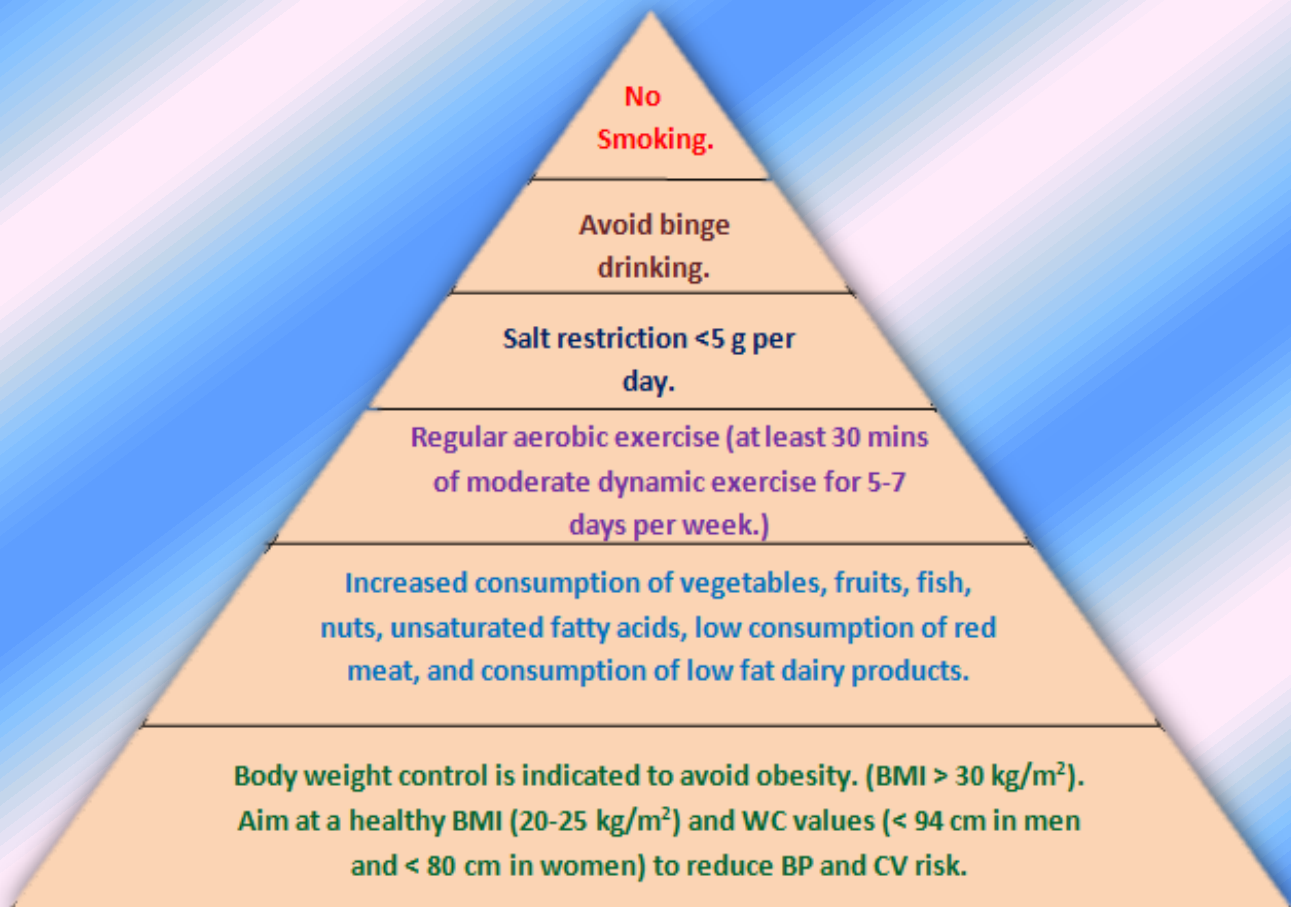 No
Smoking.
Avoid binge
drinking.
Salt restriction <5 g per
day.
Regular aerobic exercise (at least 30 mins
of moderate dynamic exercise for 5-7
days per week.)
Increased consumption of vegetables, fruits, fish,
nuts, unsaturated fatty acids, low consumption of red
meat, and consumption of low fat dairy products.
Body weight control is indicated to avoid obesity. (BMI > 30 kg/m²).
Aim at a healthy BMI (20-25 kg/m²) and WC values (< 94 cm in men
and < 80 cm in women) to reduce BP and CV risk.